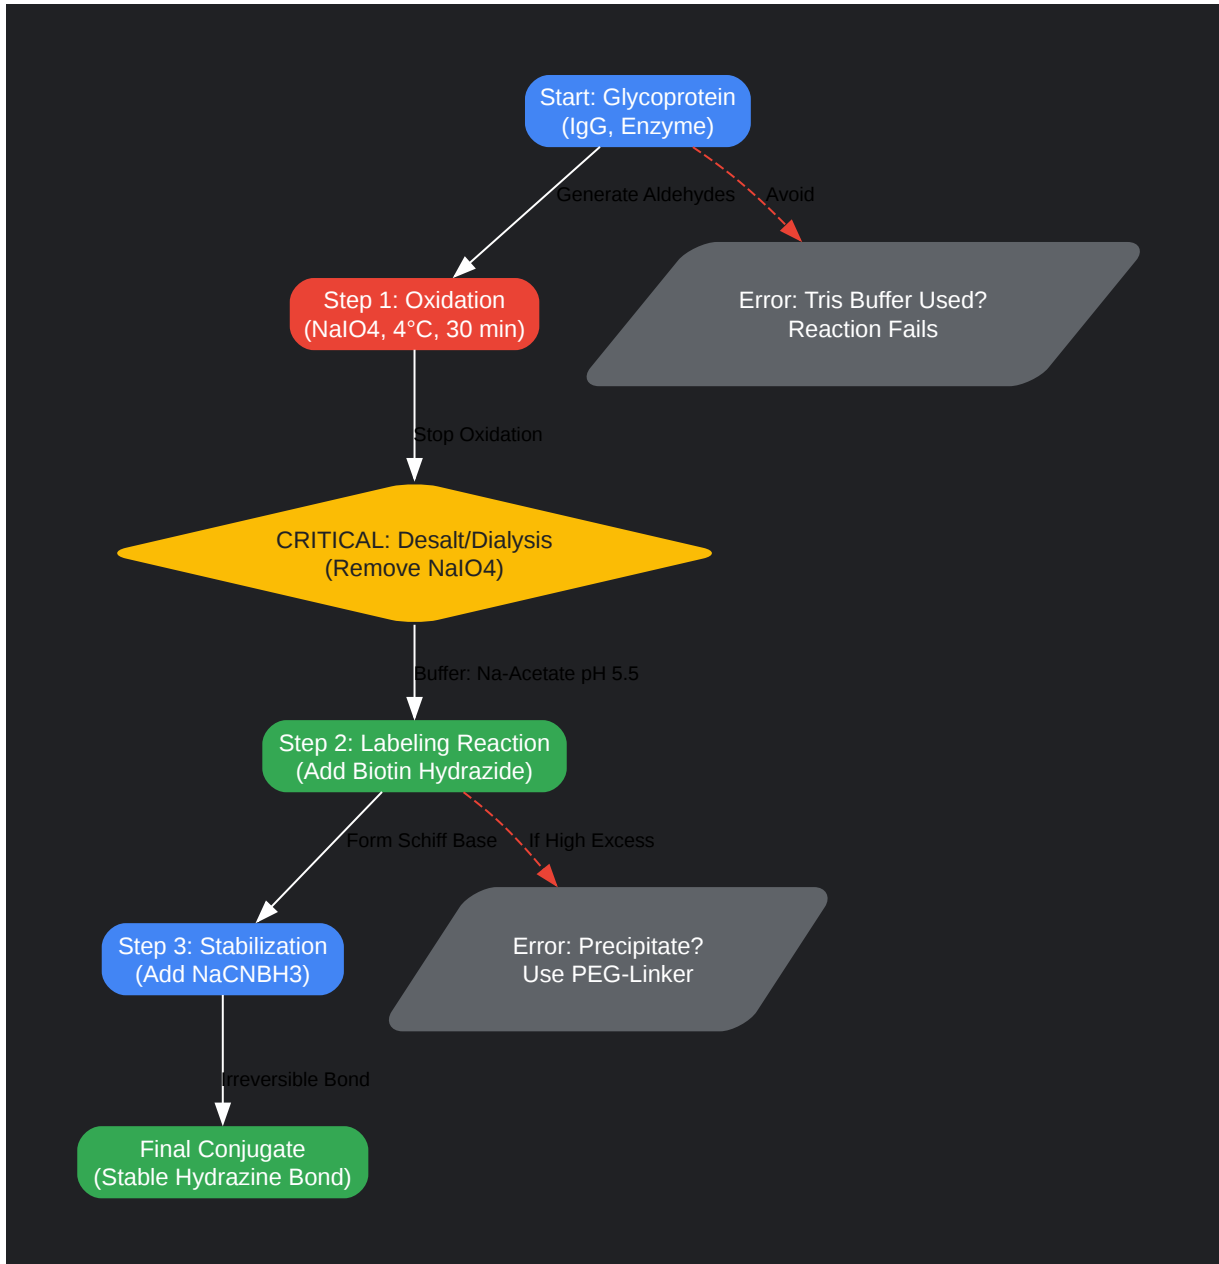 Start: Glycoprotein
(IgG, Enzyme)
Generate Aldehydes
Avoid
Step 1: Oxidation
(NaIO4, 4°C, 30 min)
Error: Tris Buffer Used?
Reaction Fails
Stop Oxidation
CRITICAL: Desalt/Dialysis
(Remove NaIO4)
Buffer: Na-Acetate pH 5.5
Step 2: Labeling Reaction
(Add Biotin Hydrazide)
Form Schiff Base
If High Excess
Step 3: Stabilization
(Add NaCNBH3)
Error: Precipitate?
Use PEG-Linker
Irreversible Bond
Final Conjugate
(Stable Hydrazine Bond)